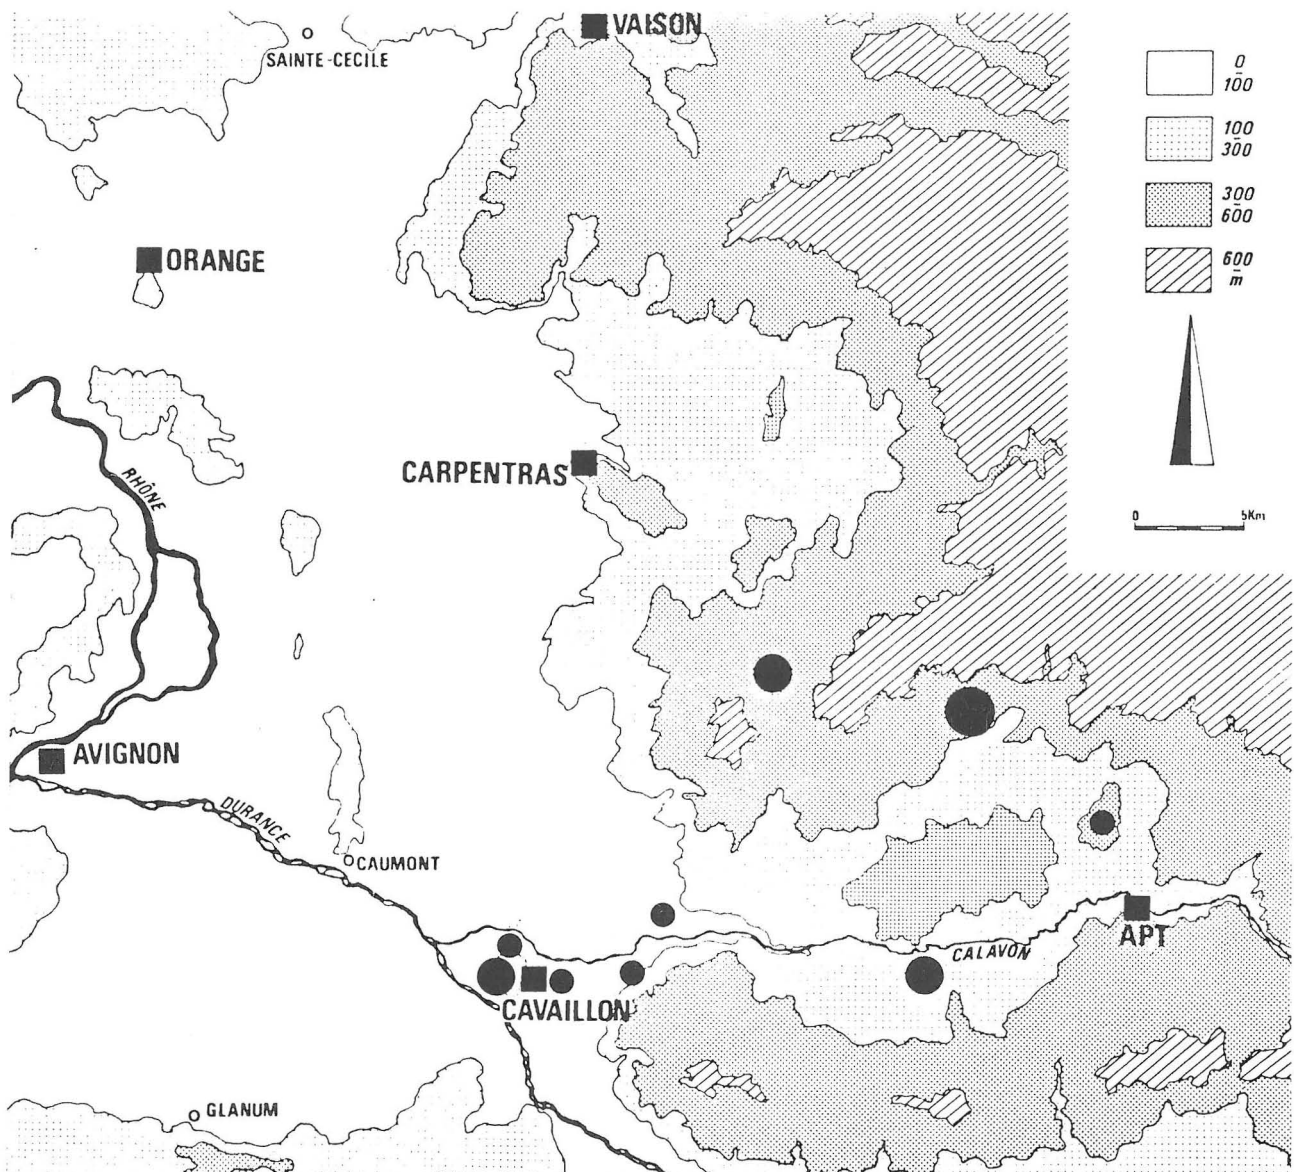 VAISON
SAINTE-CECILE
0
100
100
300
300
600
600
m
ORANGE
CARPENTRAS
RHÔNE
0 5Km
AVIGNON
DURANCE
CAUMONT
APT
CALAVON
CAVAILLON
GLANUM